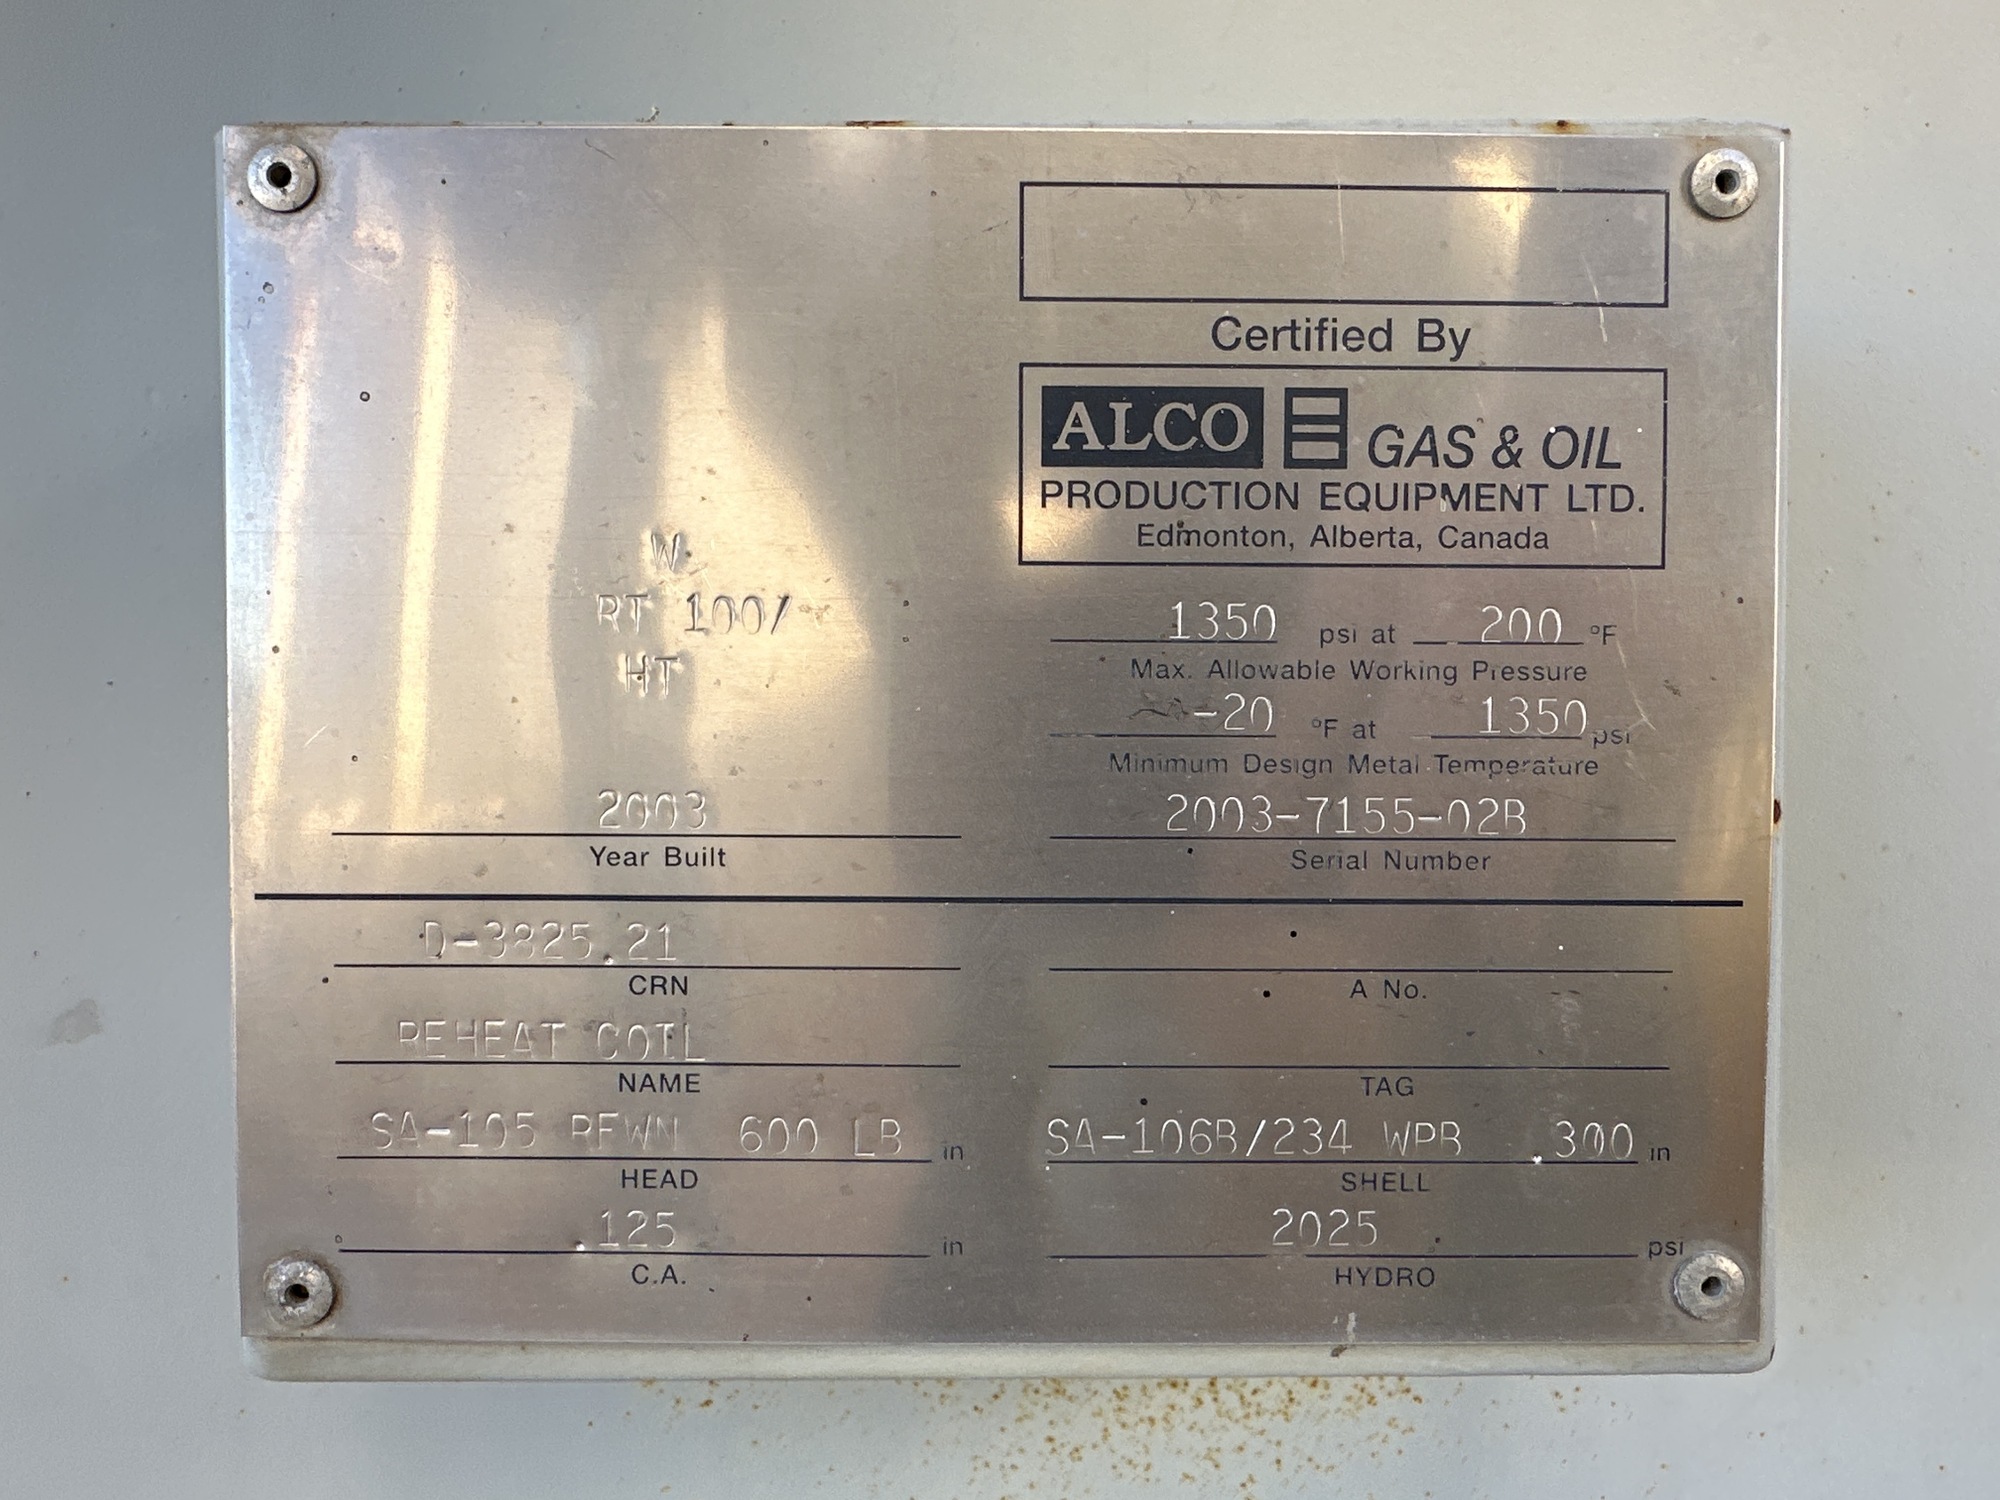 Certified By
ALCO GAS & OIL
PRODUCTION EQUIPMENT LTD.
Edmonton, Alberta, Canada
W
RT 100/
HT
1350 psi at 200 °F
Max. Allowable Working Pressure
-20 °F at 1350 psi
Minimum Design Metal Temperature
2003
Year Built
2003-7155-02B
Serial Number
D-3825.21
CRN
A No.
REHEAT COIL
NAME
TAG
SA-105 RFWN 600 LB in
HEAD
SA-106B/234 WPB .300 in
SHELL
.125 in
C.A.
2025 psi
HYDRO